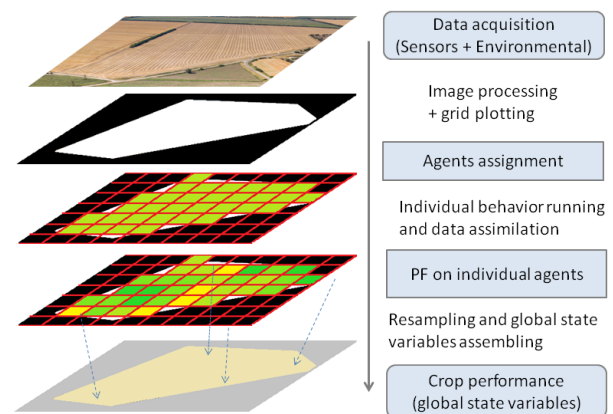 Data acquisition
(Sensors + Environmental)
Image processing
+ grid plotting
Agents assignment
Individual behavior running
and data assimilation
PF on individual agents
Resampling and global state
variables assembling
Crop performance
(global state variables)